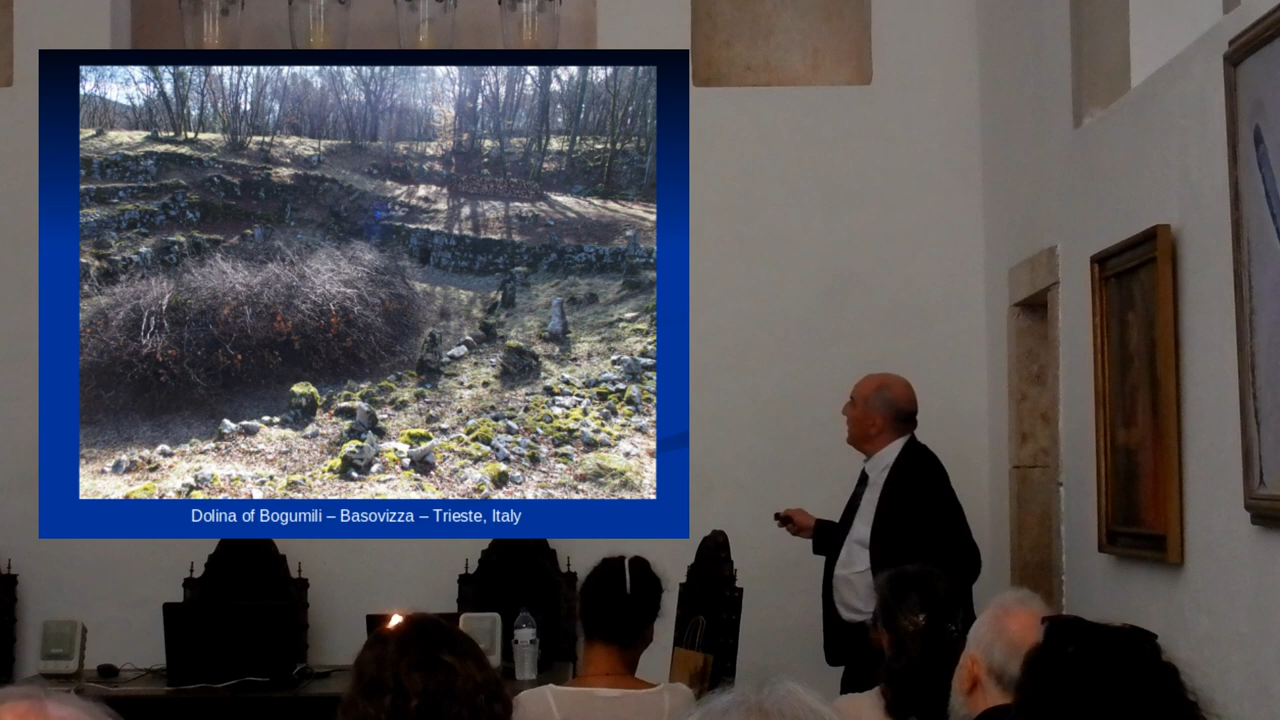 Dolina of Bogumili – Basovizza – Trieste, Italy